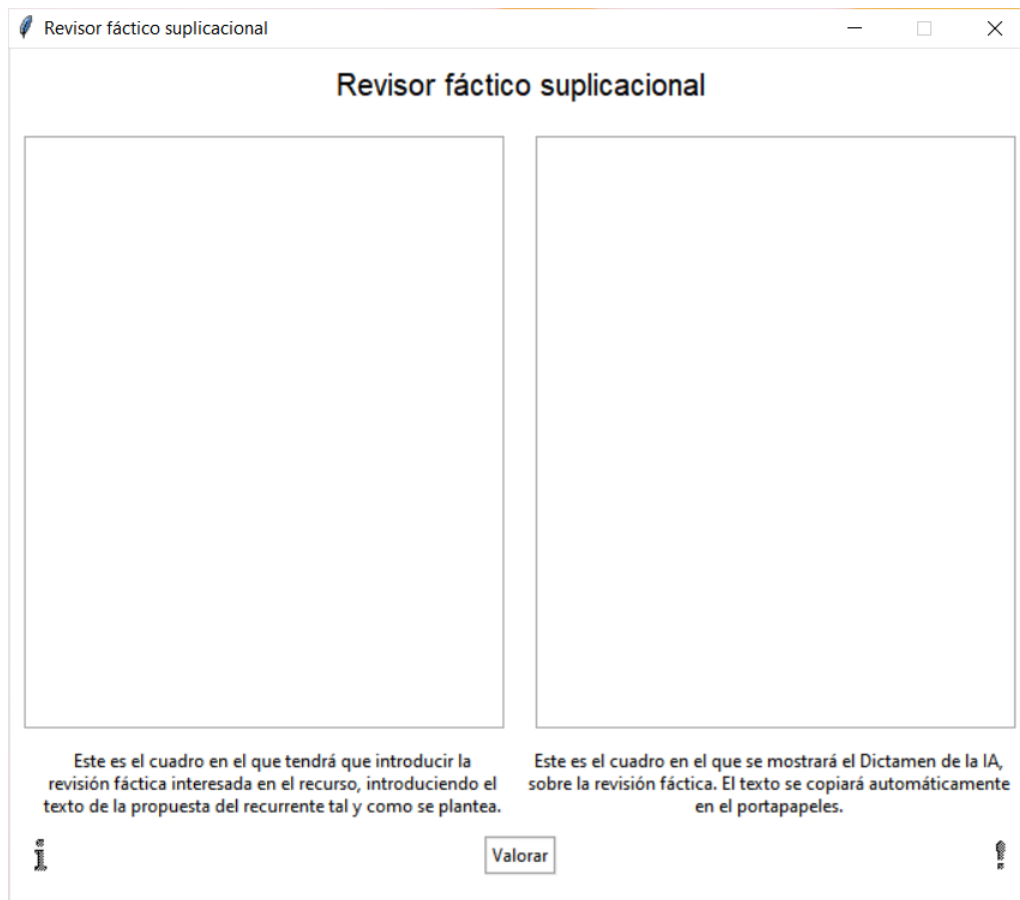 Revisor fáctico suplicacional
Revisor fáctico suplicacional
Este es el cuadro en el que tendrá que introducir la
revisión fáctica interesada en el recurso, introduciendo el
texto de la propuesta del recurrente tal y como se plantea.
Este es el cuadro en el que se mostrará el Dictamen de la IA,
sobre la revisión fáctica. El texto se copiará automáticamente
en el portapapeles.
i
Valorar
!